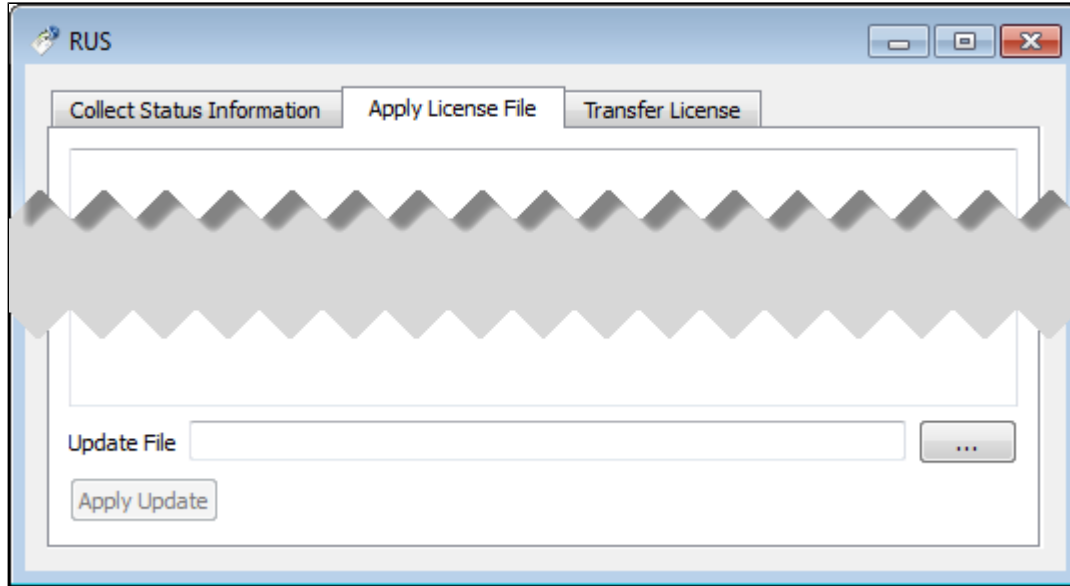 RUS
Collect Status Information Apply License File Transfer License
Update File ...
Apply Update